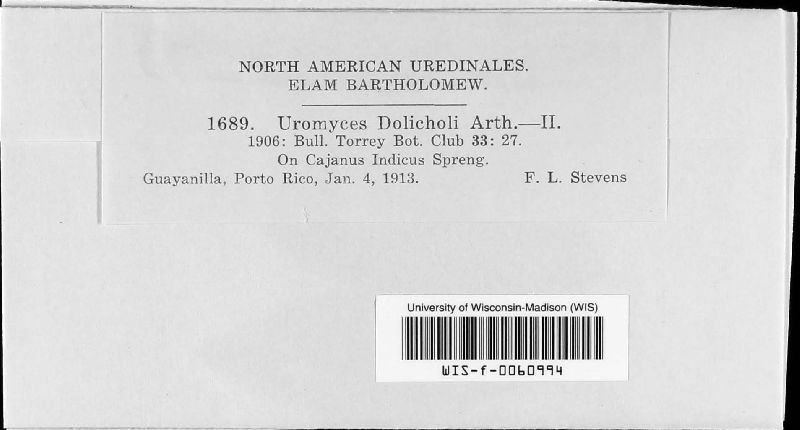 NORTH AMERICAN UREDINALES.
ELAM BARTHOLOMEW.
1689. Uromyces Dolicholi Arth.—II.
1906: Bull. Torrey Bot. Club 33: 27.
On Cajanus Indicus Spreng.
Guayanilla, Porto Rico, Jan. 4, 1913. F. L. Stevens
University of Wisconsin-Madison (WIS)
WIS-f-0060994